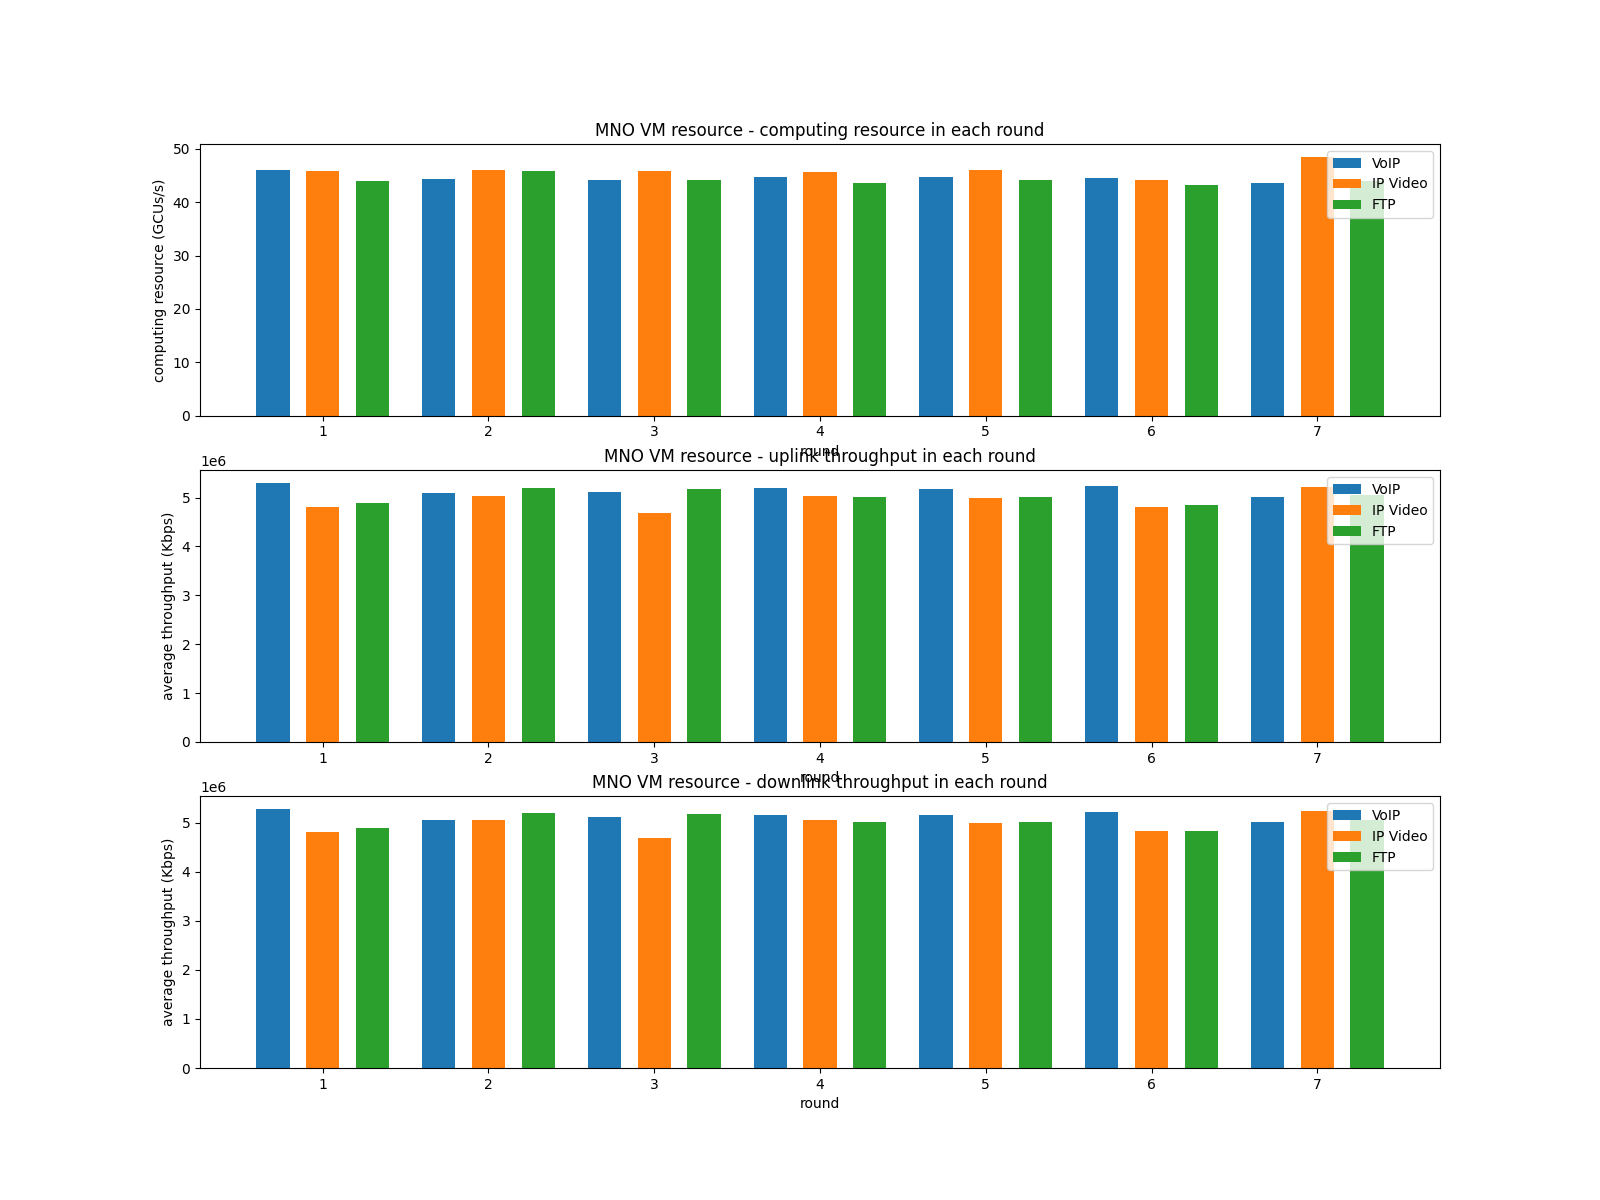 MNO VM resource - computing resource in each round
computing resource (GCUs/s)
50
40
30
20
10
0
VoIP
IP Video
FTP
1 2 3 4 5 6 7
round
MNO VM resource - uplink throughput in each round
1e6
average throughput (Kbps)
5
4
3
2
1
0
VoIP
IP Video
FTP
1 2 3 4 5 6 7
round
MNO VM resource - downlink throughput in each round
1e6
average throughput (Kbps)
5
4
3
2
1
0
VoIP
IP Video
FTP
1 2 3 4 5 6 7
round